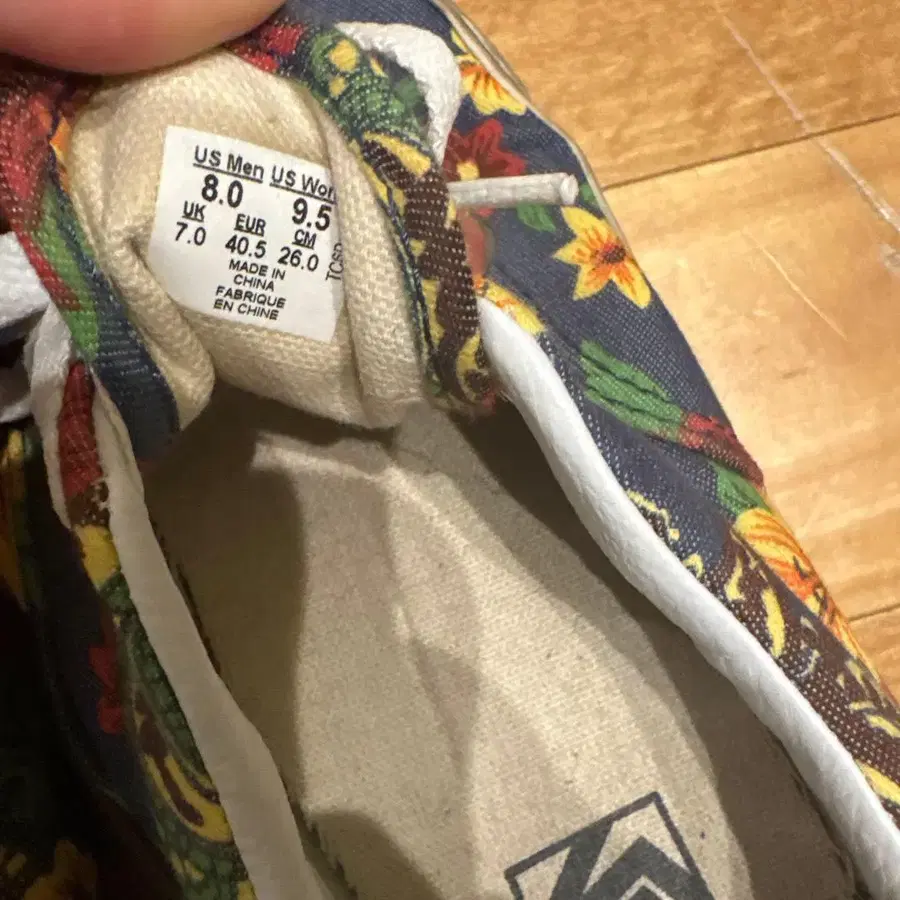 US Men US Wo
8.0 9.5
UK EUR CM
7.0 40.5 26.0
MADE IN
CHINA
FABRIQUE
EN CHINE